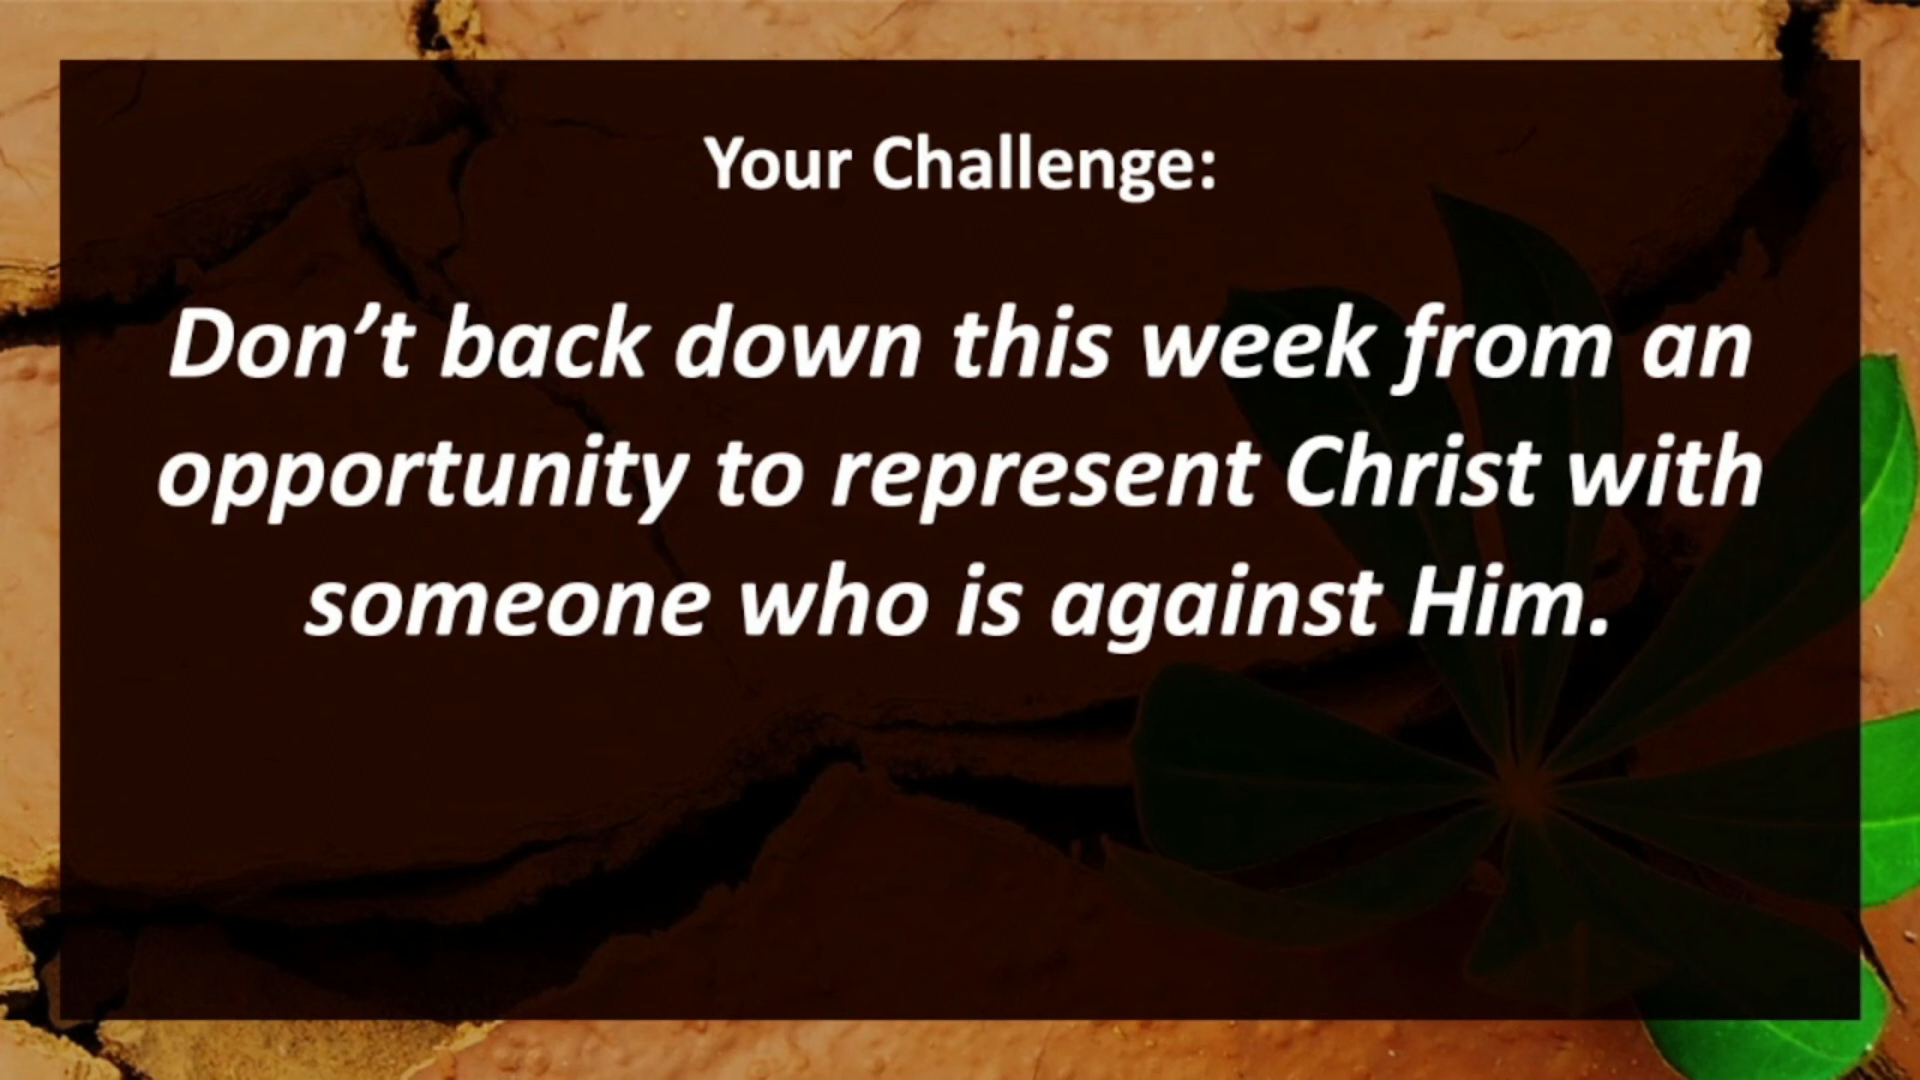 Your Challenge:
Don’t back down this week from an
opportunity to represent Christ with
someone who is against Him.